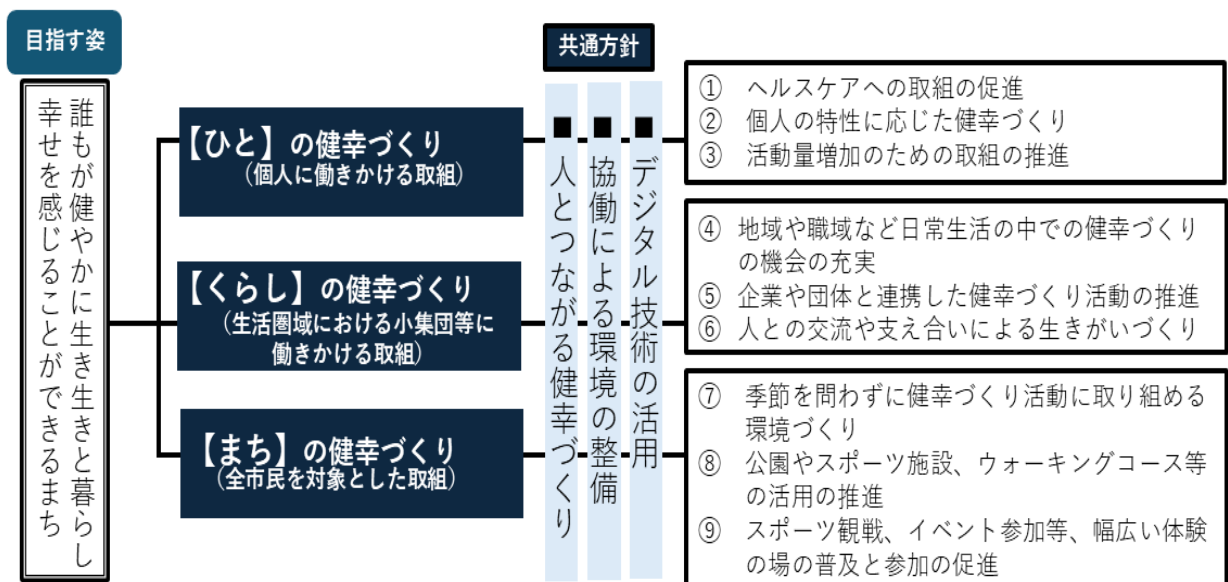 目指す姿
誰もが健やかに生き生きと暮らし
幸せを感じることができるまち
【ひと】の健幸づくり
（個人に働きかける取組）
【くらし】の健幸づくり
（生活圏域における小集団等に
働きかける取組）
【まち】の健幸づくり
（全市民を対象とした取組）
共通方針
■デジタル技術の活用
■協働による環境の整備
■人とつながる健幸づくり
① ヘルスケアへの取組の促進
② 個人の特性に応じた健幸づくり
③ 活動量増加のための取組の推進
④ 地域や職域など日常生活の中での健幸づくり
の機会の充実
⑤ 企業や団体と連携した健幸づくり活動の推進
⑥ 人との交流や支え合いによる生きがいづくり
⑦ 季節を問わずに健幸づくり活動に取り組める
環境づくり
⑧ 公園やスポーツ施設、ウォーキングコース等
の活用の推進
⑨ スポーツ観戦、イベント参加等、幅広い体験
の場の普及と参加の促進